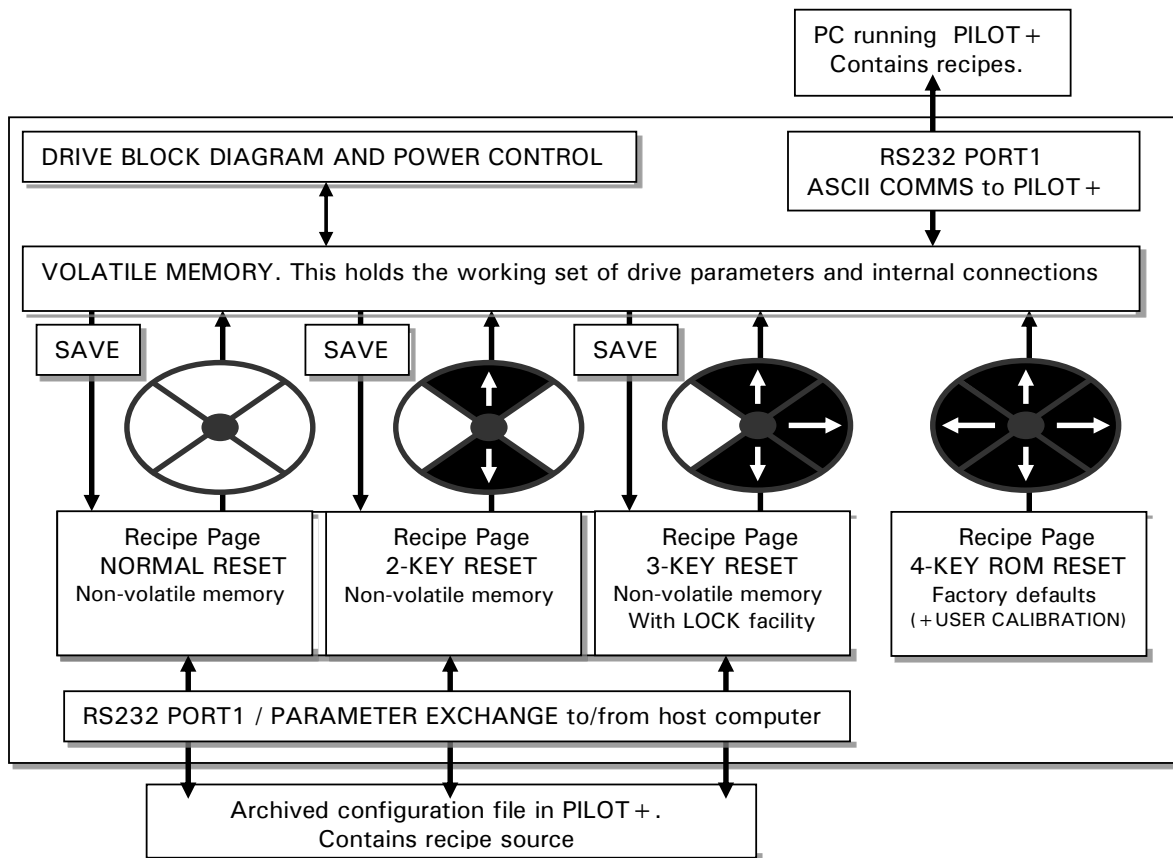 PC running PILOT+
Contains recipes.
DRIVE BLOCK DIAGRAM AND POWER CONTROL
RS232 PORT1
ASCII COMMS to PILOT+
VOLATILE MEMORY. This holds the working set of drive parameters and internal connections
SAVE
SAVE
SAVE
Recipe Page
NORMAL RESET
Non-volatile memory
Recipe Page
2-KEY RESET
Non-volatile memory
Recipe Page
3-KEY RESET
Non-volatile memory
With LOCK facility
Recipe Page
4-KEY ROM RESET
Factory defaults
(+USER CALIBRATION)
RS232 PORT1 / PARAMETER EXCHANGE to/from host computer
Archived configuration file in PILOT+.
Contains recipe source